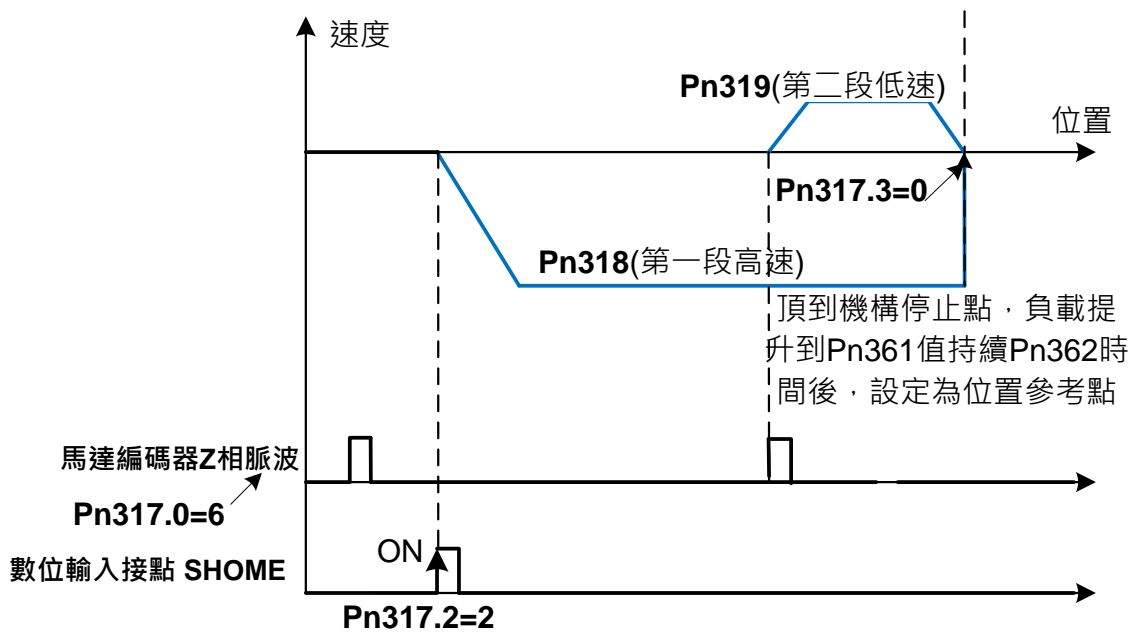 速度
Pn319(第二段低速)
位置
Pn317.3=0
Pn318(第一段高速)
頂到機構停止點，負載提
升到Pn361值持續Pn362時
間後，設定為位置參考點
馬達編碼器Z相脈波
Pn317.0=6
ON
數位輸入接點 SHOME
Pn317.2=2